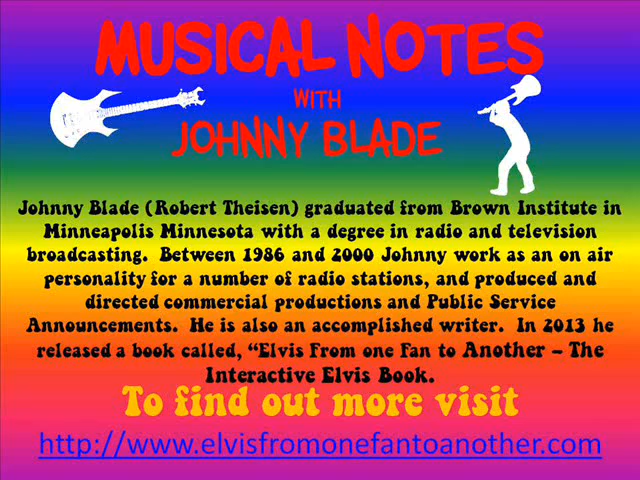 MUSICAL NOTES
WITH
JOHNNY BLADE
Johnny Blade (Robert Theisen) graduated from Brown Institute in
Minneapolis Minnesota with a degree in radio and television
broadcasting. Between 1986 and 2000 Johnny work as an on air
personality for a number of radio stations, and produced and
directed commercial productions and Public Service
Announcements. He is also an accomplished writer. In 2013 he
released a book called, “Elvis From one Fan to Another – The
Interactive Elvis Book.
To find out more visit
http://www.elvisfromonefantoanother.com